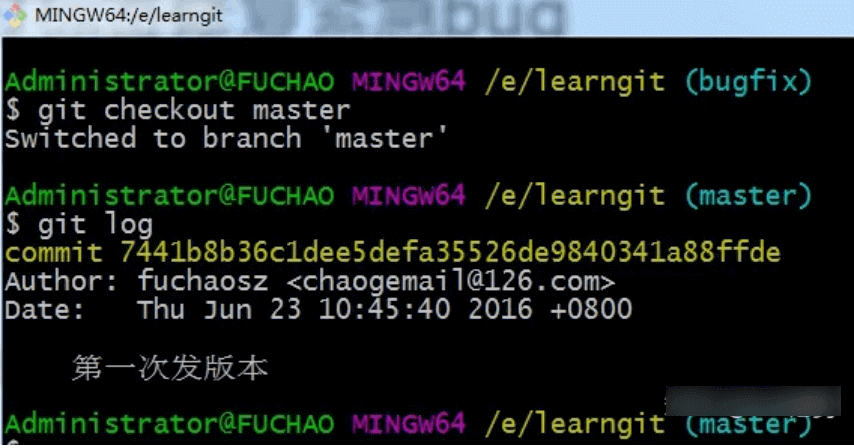 MINGW64:/e/learngit
Administrator@FUCHAO MINGW64 /e/learngit (bugfix)
$ git checkout master
Switched to branch 'master'
Administrator@FUCHAO MINGW64 /e/learngit (master)
$ git log
commit 7441b8b36c1dee5defa35526de9840341a88ffde
Author: fuchaosz <chaogemail@126.com>
Date:   Thu Jun 23 10:45:40 2016 +0800
第一次发版本
Administrator@FUCHAO MINGW64 /e/learngit (master)